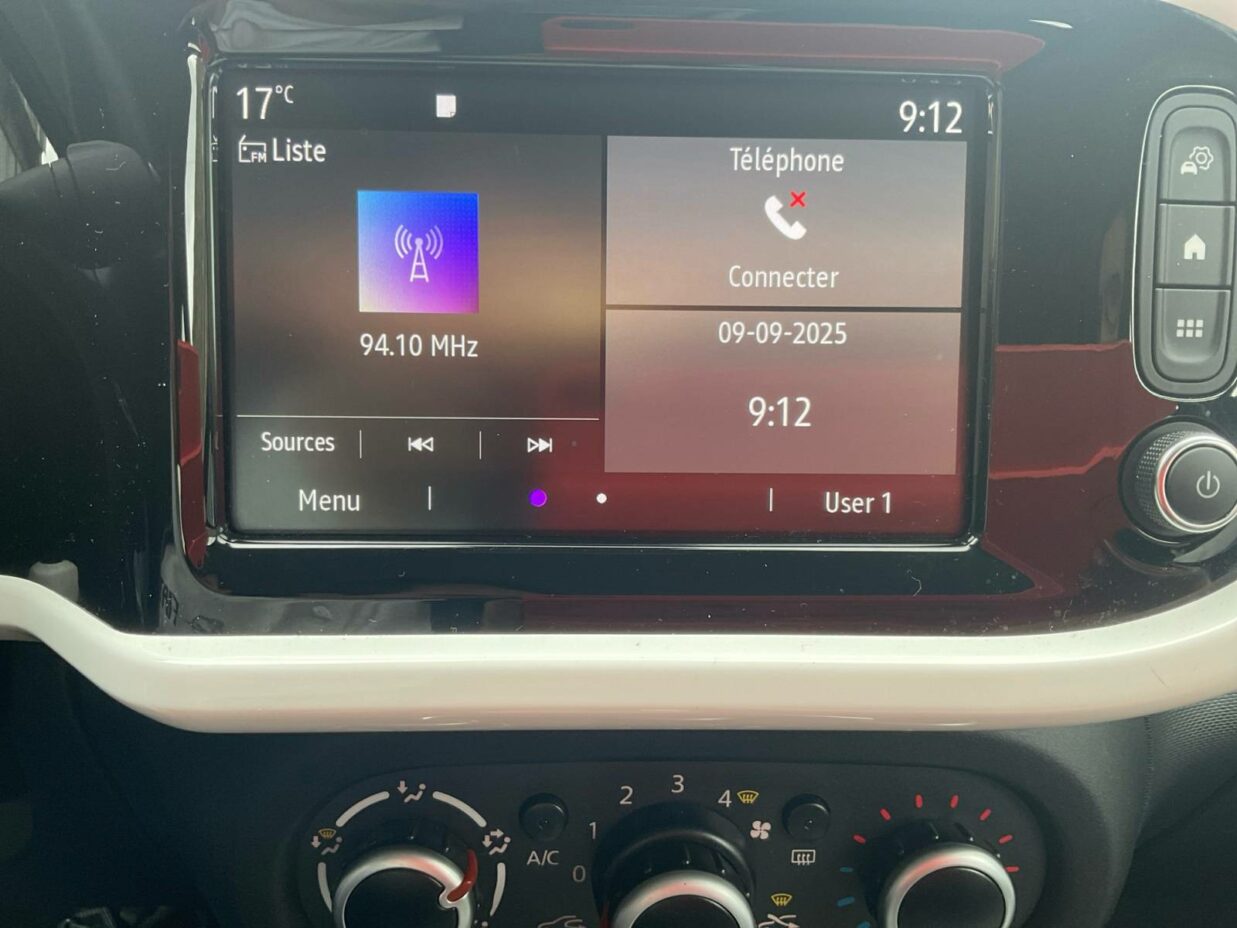 17°C
9:12
FM Liste
94.10 MHz
Sources
Téléphone
Connecter
09-09-2025
9:12
Menu
User 1
0
1
2
3
4
A/C